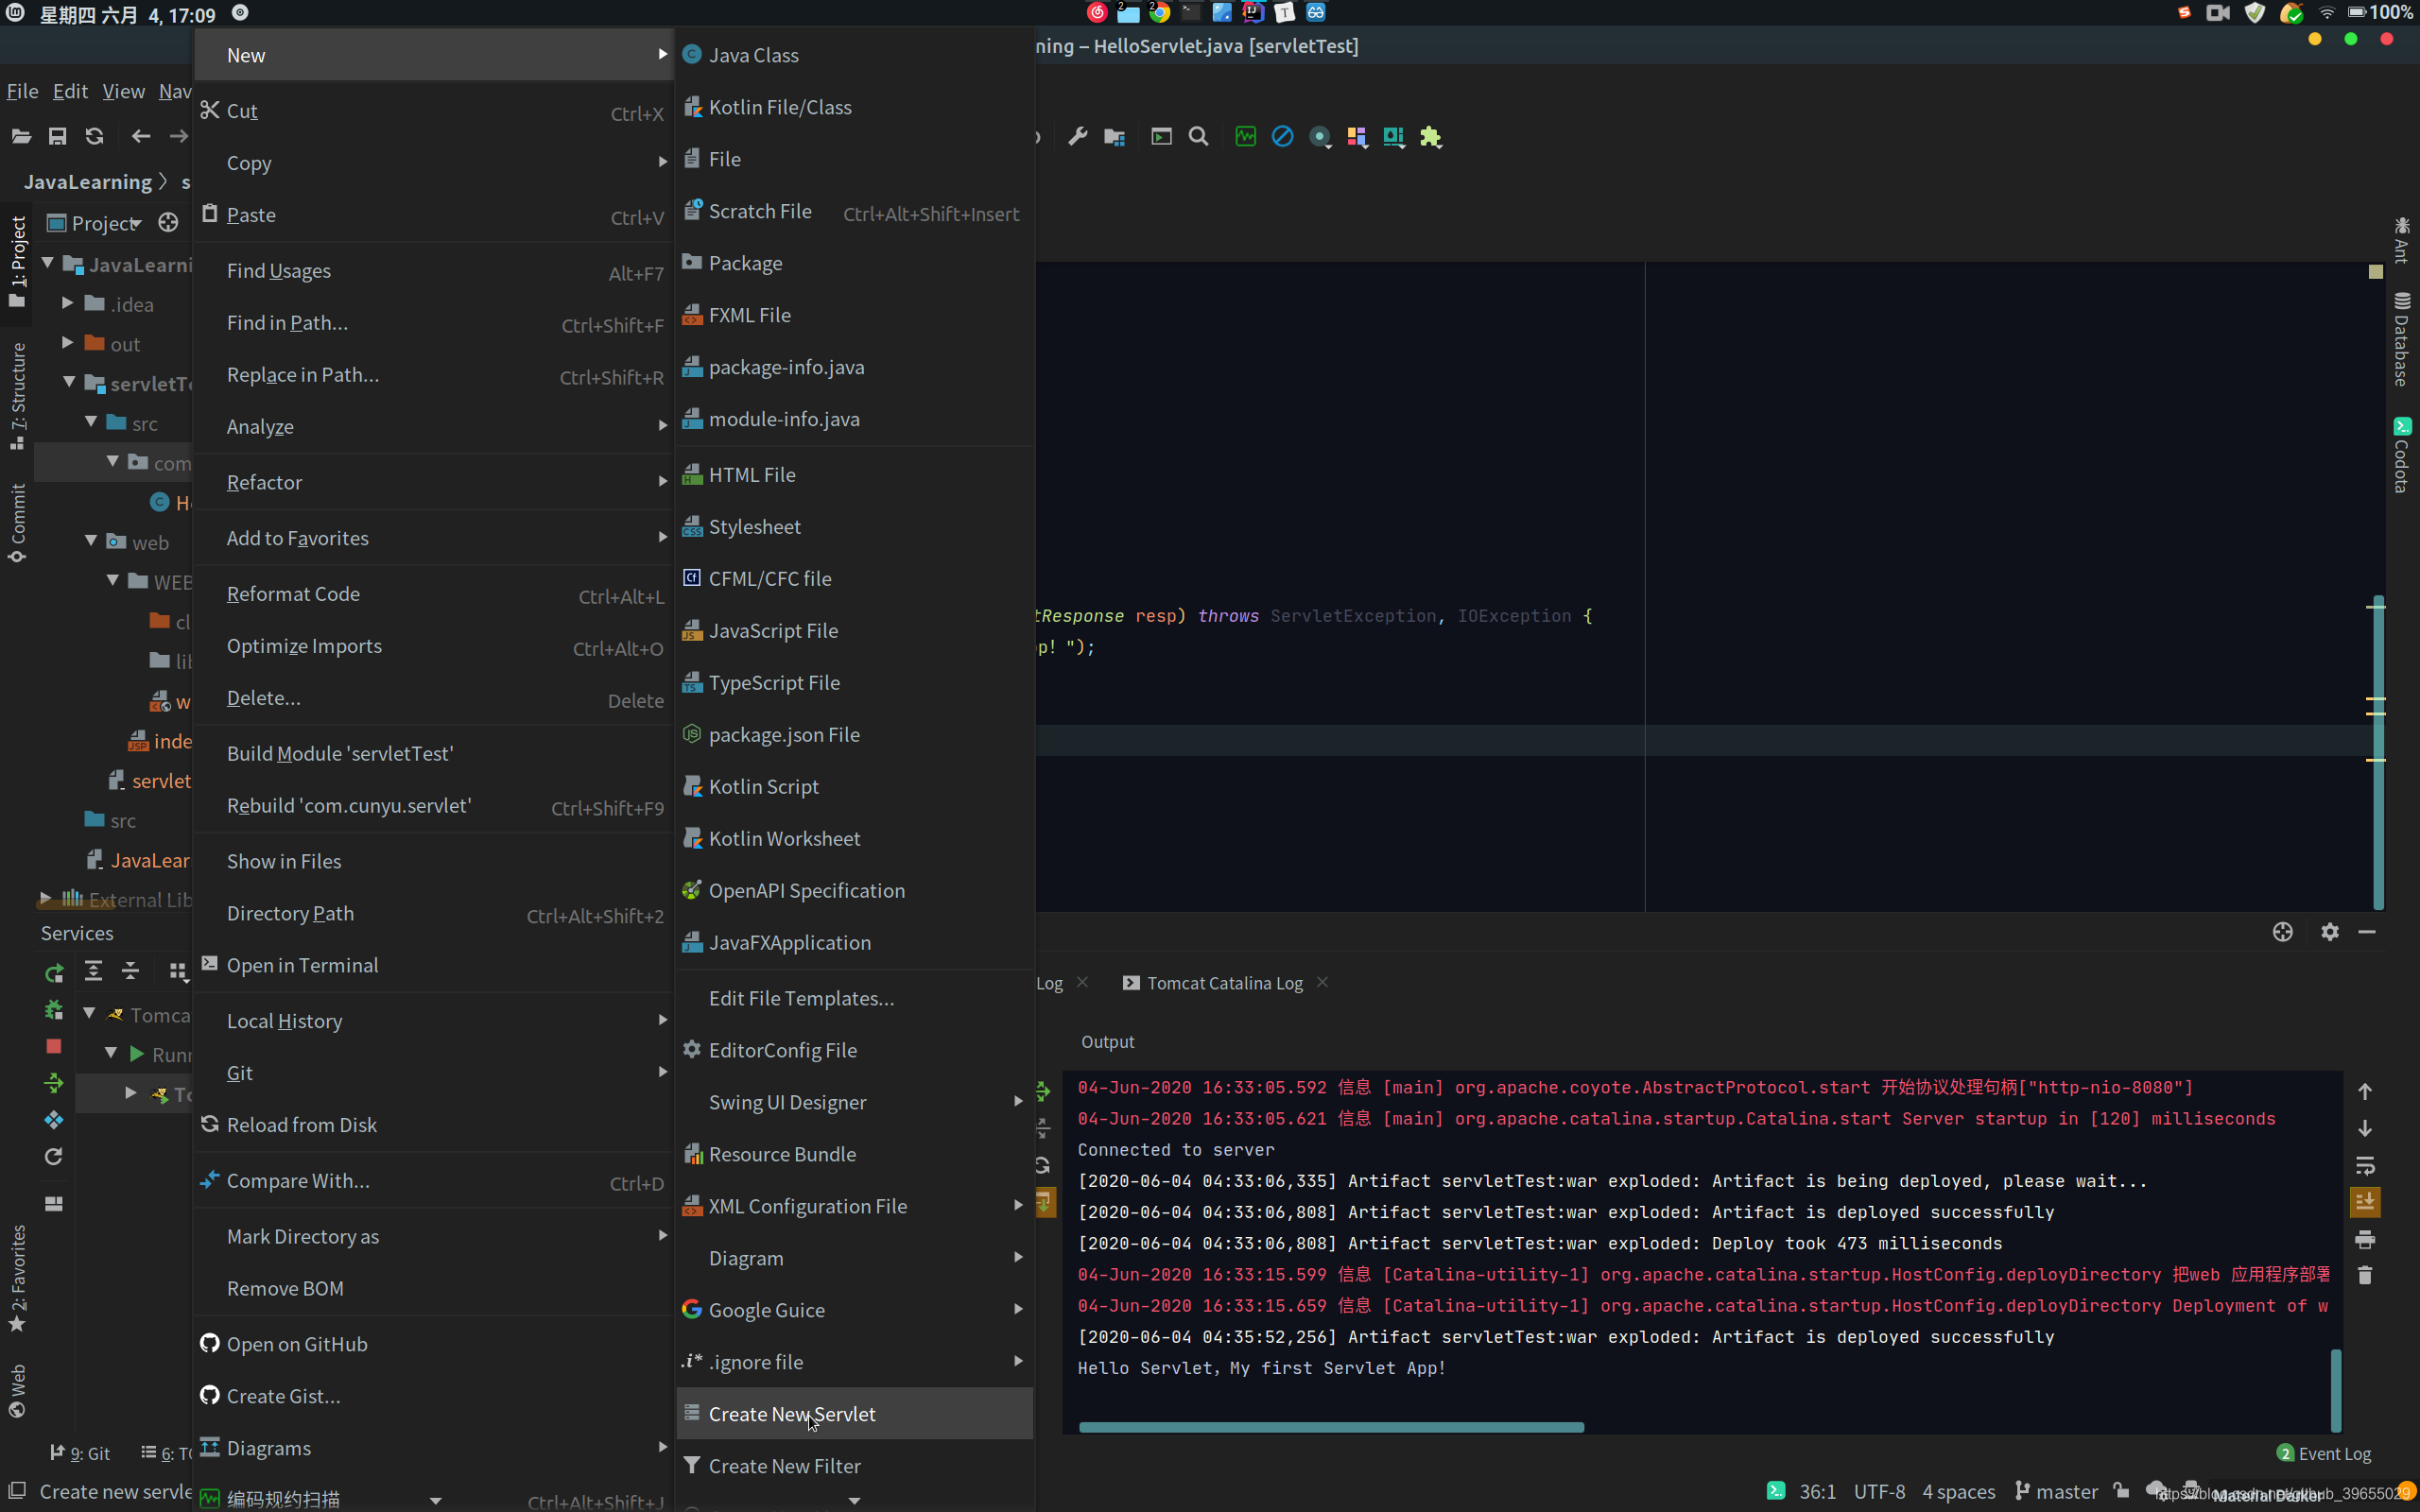 星期四 六月 4, 17:09
100%
ning – HelloServlet.java [servletTest]
File Edit View Nav
JavaLearning
Project
1: Project
7: Structure
Commit
2: Favorites
Web
JavaLearni
.idea
out
servletT
src
com
H
web
WEB
cl
lib
w
inde
servlet
src
JavaLear
External Lib
Services
Tomca
Runn
To
9: Git
6: TO
Create new servle
New
Cut Ctrl+X
Copy
Paste Ctrl+V
Find Usages Alt+F7
Find in Path... Ctrl+Shift+F
Replace in Path... Ctrl+Shift+R
Analyze
Refactor
Add to Favorites
Reformat Code Ctrl+Alt+L
Optimize Imports Ctrl+Alt+O
Delete... Delete
Build Module 'servletTest'
Rebuild 'com.cunyu.servlet' Ctrl+Shift+F9
Show in Files
Directory Path Ctrl+Alt+Shift+2
Open in Terminal
Local History
Git
Reload from Disk
Compare With... Ctrl+D
Mark Directory as
Remove BOM
Open on GitHub
Create Gist...
Diagrams
编码规约扫描 Ctrl+Alt+Shift+J
Java Class
Kotlin File/Class
File
Scratch File Ctrl+Alt+Shift+Insert
Package
FXML File
package-info.java
module-info.java
HTML File
Stylesheet
CFML/CFC file
JavaScript File
TypeScript File
package.json File
Kotlin Script
Kotlin Worksheet
OpenAPI Specification
JavaFXApplication
Edit File Templates...
EditorConfig File
Swing UI Designer
Resource Bundle
XML Configuration File
Diagram
Google Guice
.ignore file
Create New Servlet
Create New Filter
tResponse resp) throws ServletException, IOException {
p! ");
Ant
Database
Codota
Log
Tomcat Catalina Log
Output
04-Jun-2020 16:33:05.592 信息 [main] org.apache.coyote.AbstractProtocol.start 开始协议处理句柄["http-nio-8080"]
04-Jun-2020 16:33:05.621 信息 [main] org.apache.catalina.startup.Catalina.start Server startup in [120] milliseconds
Connected to server
[2020-06-04 04:33:06,335] Artifact servletTest:war exploded: Artifact is being deployed, please wait...
[2020-06-04 04:33:06,808] Artifact servletTest:war exploded: Artifact is deployed successfully
[2020-06-04 04:33:06,808] Artifact servletTest:war exploded: Deploy took 473 milliseconds
04-Jun-2020 16:33:15.599 信息 [Catalina-utility-1] org.apache.catalina.startup.HostConfig.deployDirectory 把web 应用程序部署
04-Jun-2020 16:33:15.659 信息 [Catalina-utility-1] org.apache.catalina.startup.HostConfig.deployDirectory Deployment of w
[2020-06-04 04:35:52,256] Artifact servletTest:war exploded: Artifact is deployed successfully
Hello Servlet，My first Servlet App!
2 Event Log
36:1 UTF-8 4 spaces master
Material Darker